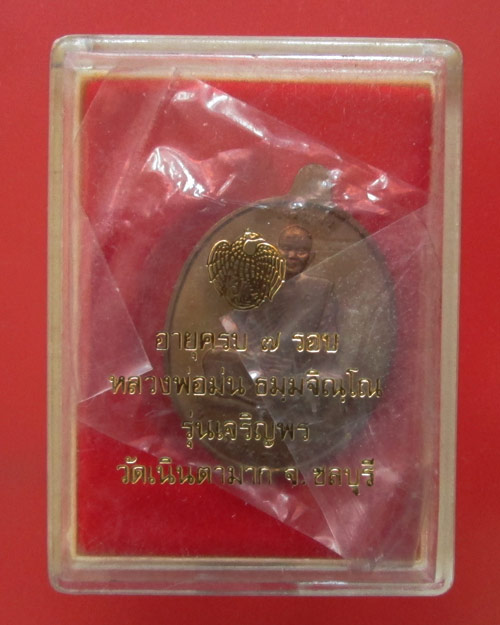 อายุครบ ๗ รอบ
หลวงพ่อม่น ธมฺมจิณฺโณ
รุ่นเจริญพร
วัดเนินตามาก จ. ชลบุรี